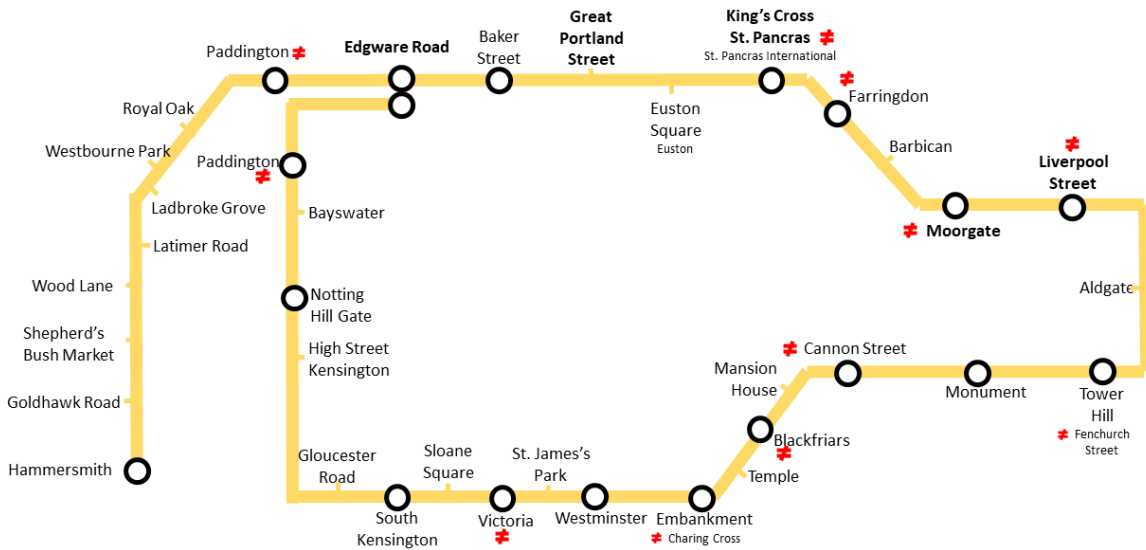 Paddington
Edgware Road
Baker
Street
Great
Portland
Street
King's Cross
St. Pancras
St. Pancras International
Euston
Square
Euston
Farringdon
Barbican
Moorgate
Liverpool
Street
Aldgate
Tower
Hill
Fenchurch
Street
Monument
Cannon Street
Mansion
House
Blackfriars
Temple
Embankment
Charing Cross
Westminster
St. James's
Park
Victoria
Sloane
Square
South
Kensington
Gloucester
Road
High Street
Kensington
Notting
Hill Gate
Bayswater
Paddington
Royal Oak
Westbourne Park
Ladbroke Grove
Latimer Road
Wood Lane
Shepherd's
Bush Market
Goldhawk Road
Hammersmith